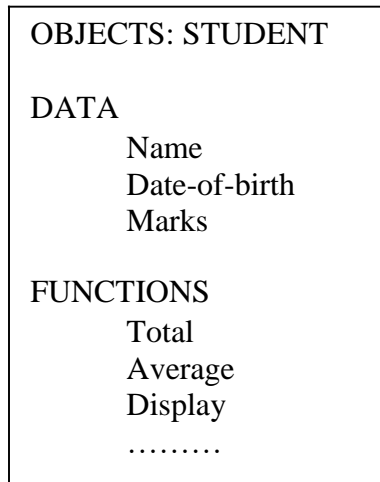 OBJECTS: STUDENT
DATA
Name
Date-of-birth
Marks
FUNCTIONS
Total
Average
Display
………